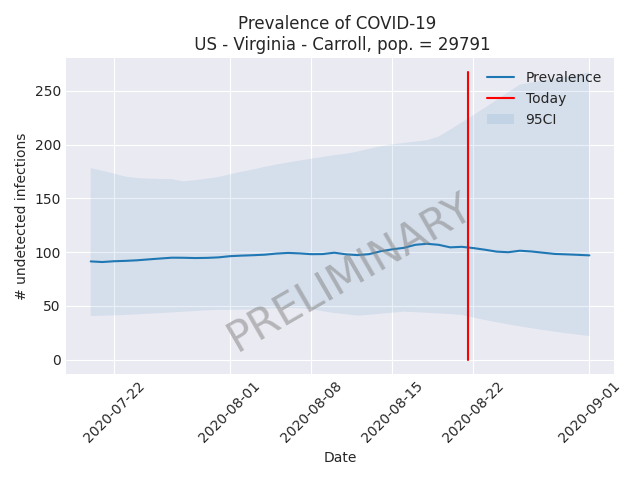 Prevalence of COVID-19
US - Virginia - Carroll, pop. = 29791
Prevalence
Today
95CI
250
200
150
100
50
0
# undetected infections
PRELIMINARY
2020-07-22
2020-08-01
2020-08-08
2020-08-15
2020-08-22
2020-09-01
Date